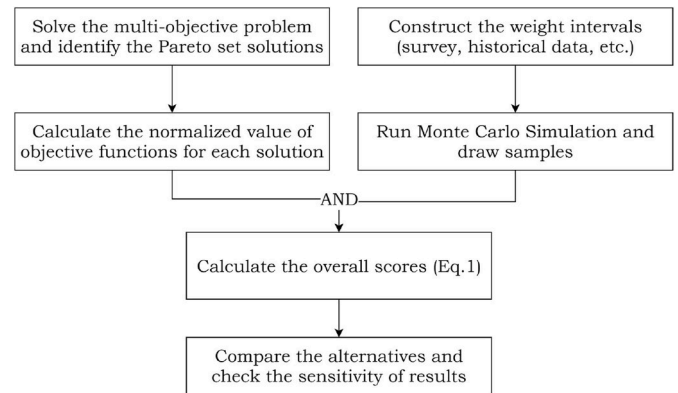 Solve the multi-objective problem
and identify the Pareto set solutions
Construct the weight intervals
(survey, historical data, etc.)
Calculate the normalized value of
objective functions for each solution
Run Monte Carlo Simulation and
draw samples
AND
Calculate the overall scores (Eq.1)
Compare the alternatives and
check the sensitivity of results